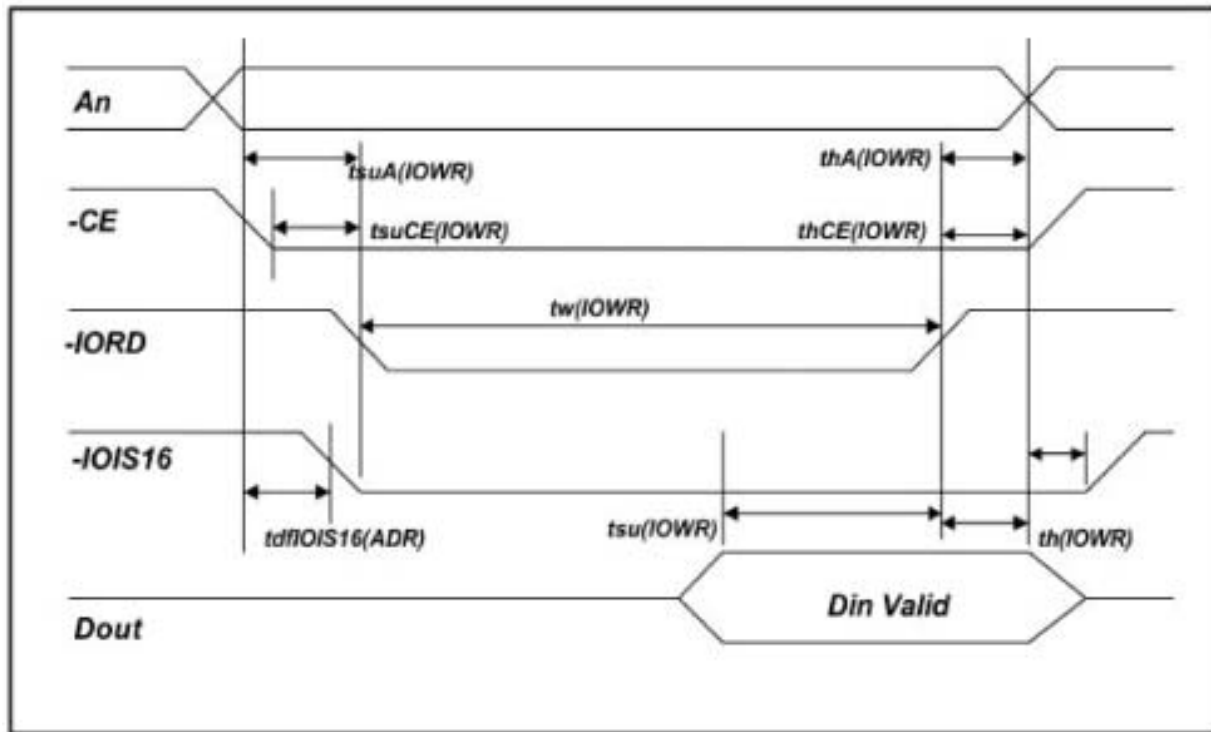 An
tsuA(IOWR)
thA(IOWR)
-CE
tsuCE(IOWR)
thCE(IOWR)
tw(IOWR)
-IORD
-IOIS16
tdfIOIS16(ADR)
tsu(IOWR)
th(IOWR)
Din Valid
Dout